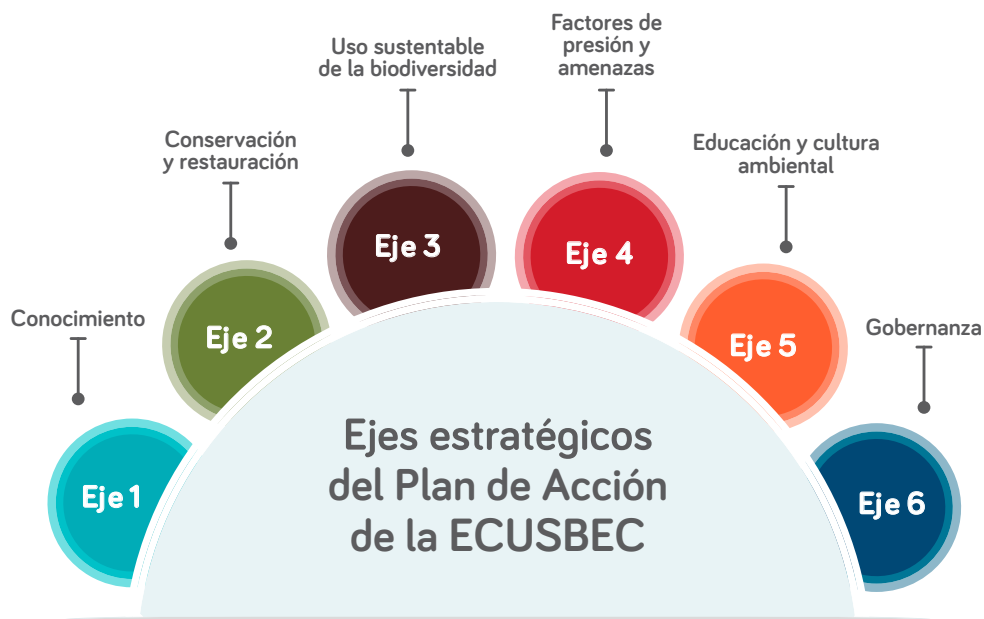 Conocimiento
Eje 1
Conservación
y restauración
Eje 2
Uso sustentable
de la biodiversidad
Eje 3
Factores de
presión y
amenazas
Eje 4
Educación y cultura
ambiental
Eje 5
Gobernanza
Eje 6
Ejes estratégicos
del Plan de Acción
de la ECUSBEC